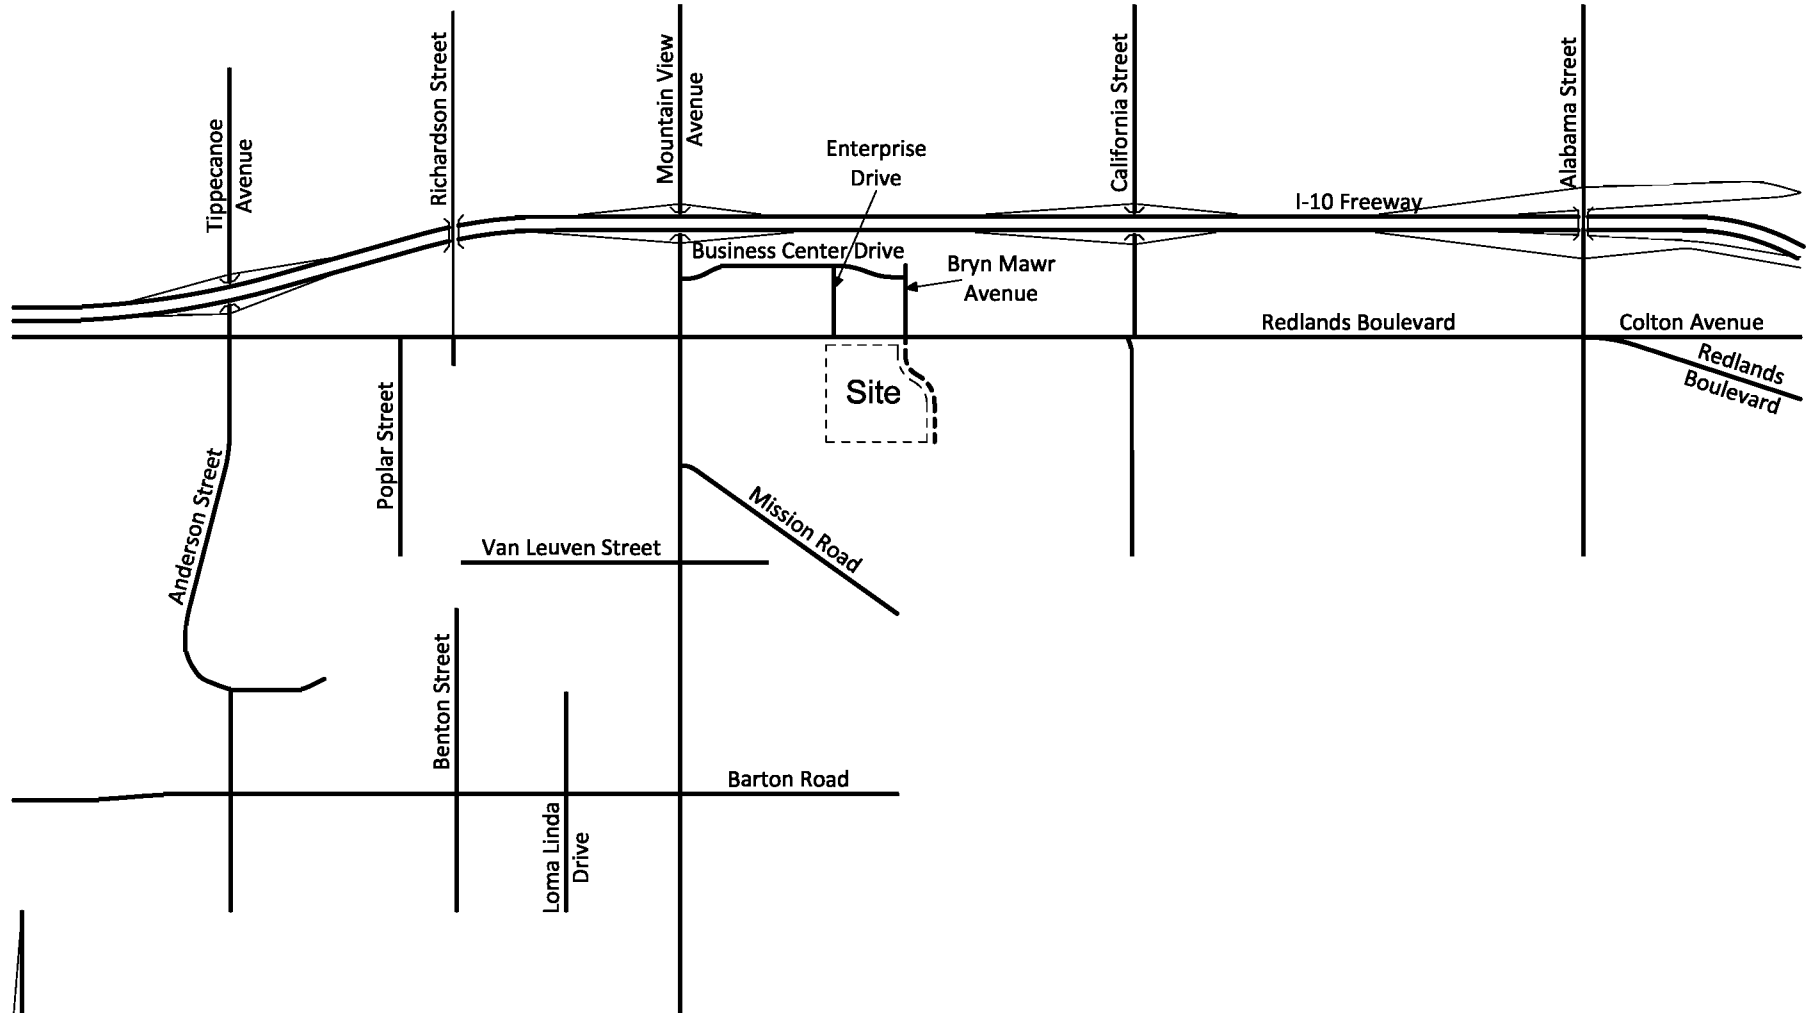 Tippecanoe
Avenue
Richardson Street
Mountain View
Avenue
Enterprise
Drive
California Street
Alabama Street
I-10 Freeway
Business Center Drive
Bryn Mawr
Avenue
Redlands Boulevard
Colton Avenue
Redlands
Boulevard
Site
Poplar Street
Anderson Street
Mission Road
Van Leuven Street
Benton Street
Barton Road
Loma Linda
Drive